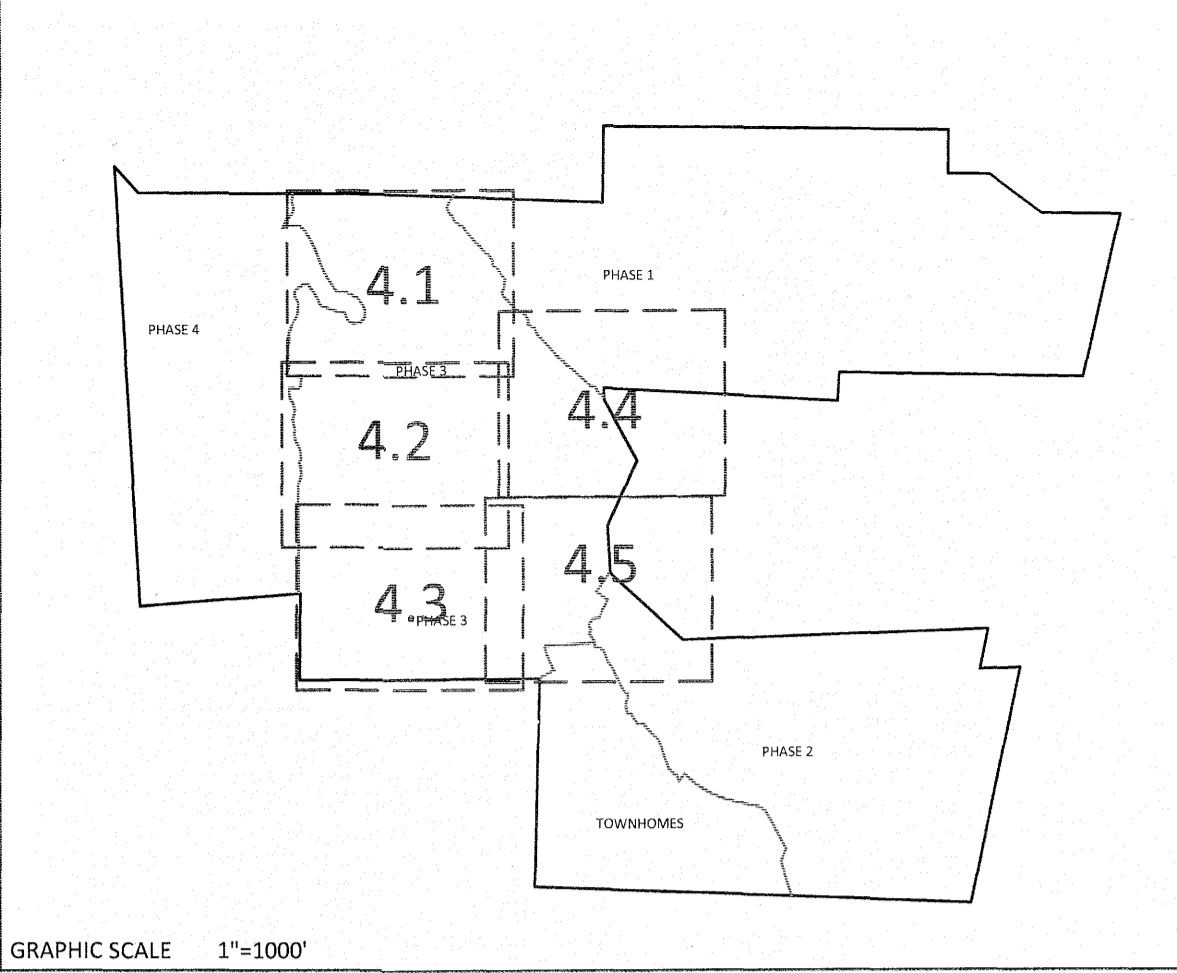 PHASE 1
4.1
PHASE 4
PHASE 3
4.4
4.2
4.5
4.3
PHASE 3
PHASE 2
TOWNHOMES
GRAPHIC SCALE 1"=1000'